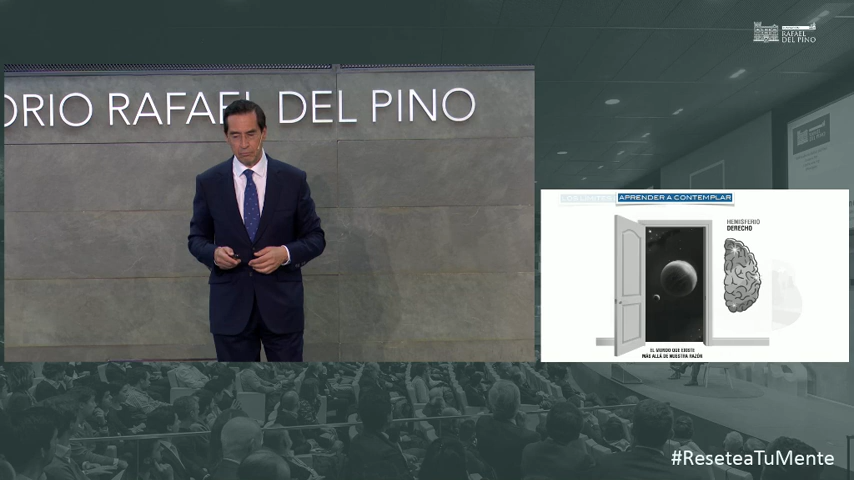 RAFAEL
DEL PINO
ORIO RAFAEL DEL PINO
APRENDER A CONTEMPLAR
HEMISFERIO
DERECHO
EL MUNDO QUE EXISTE
MÁS ALLÁ DE NUESTRA RAZÓN
#ReseteaTuMente